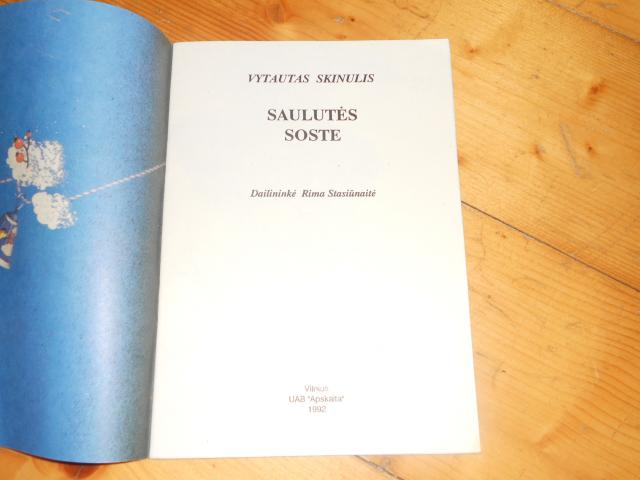 VYTAUTAS SKINULIS
SAULUTĖS
SOSTE
Dailininkė Rima Stasiūnaitė
Vilnius
UAB "Apskaita"
1992